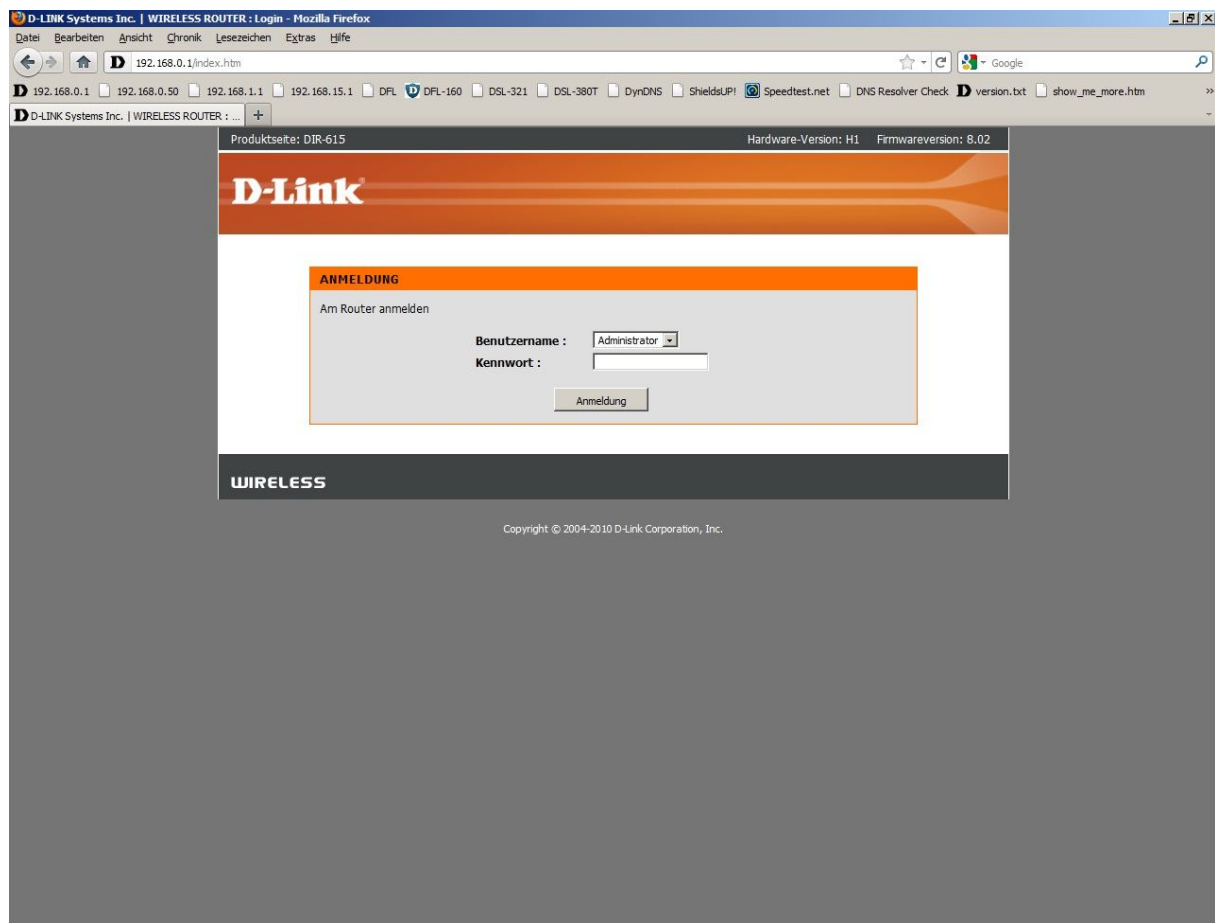 D-LINK Systems Inc. | WIRELESS ROUTER : Login - Mozilla Firefox
Datei Bearbeiten Ansicht Chronik Lesezeichen Extras Hilfe
192.168.0.1/index.htm Google
192.168.0.1 192.168.0.50 192.168.1.1 192.168.15.1 DFL DFL-160 DSL-321 DSL-380T DynDNS ShieldsUP! Speedtest.net DNS Resolver Check version.txt show_me_more.htm »
D-LINK Systems Inc. | WIRELESS ROUTER : ... +
Produktseite: DIR-615 Hardware-Version: H1 Firmwareversion: 8.02
D-Link®
ANMELDUNG
Am Router anmelden
Benutzername : Administrator
Kennwort :
Anmeldung
WIRELESS
Copyright © 2004-2010 D-Link Corporation, Inc.